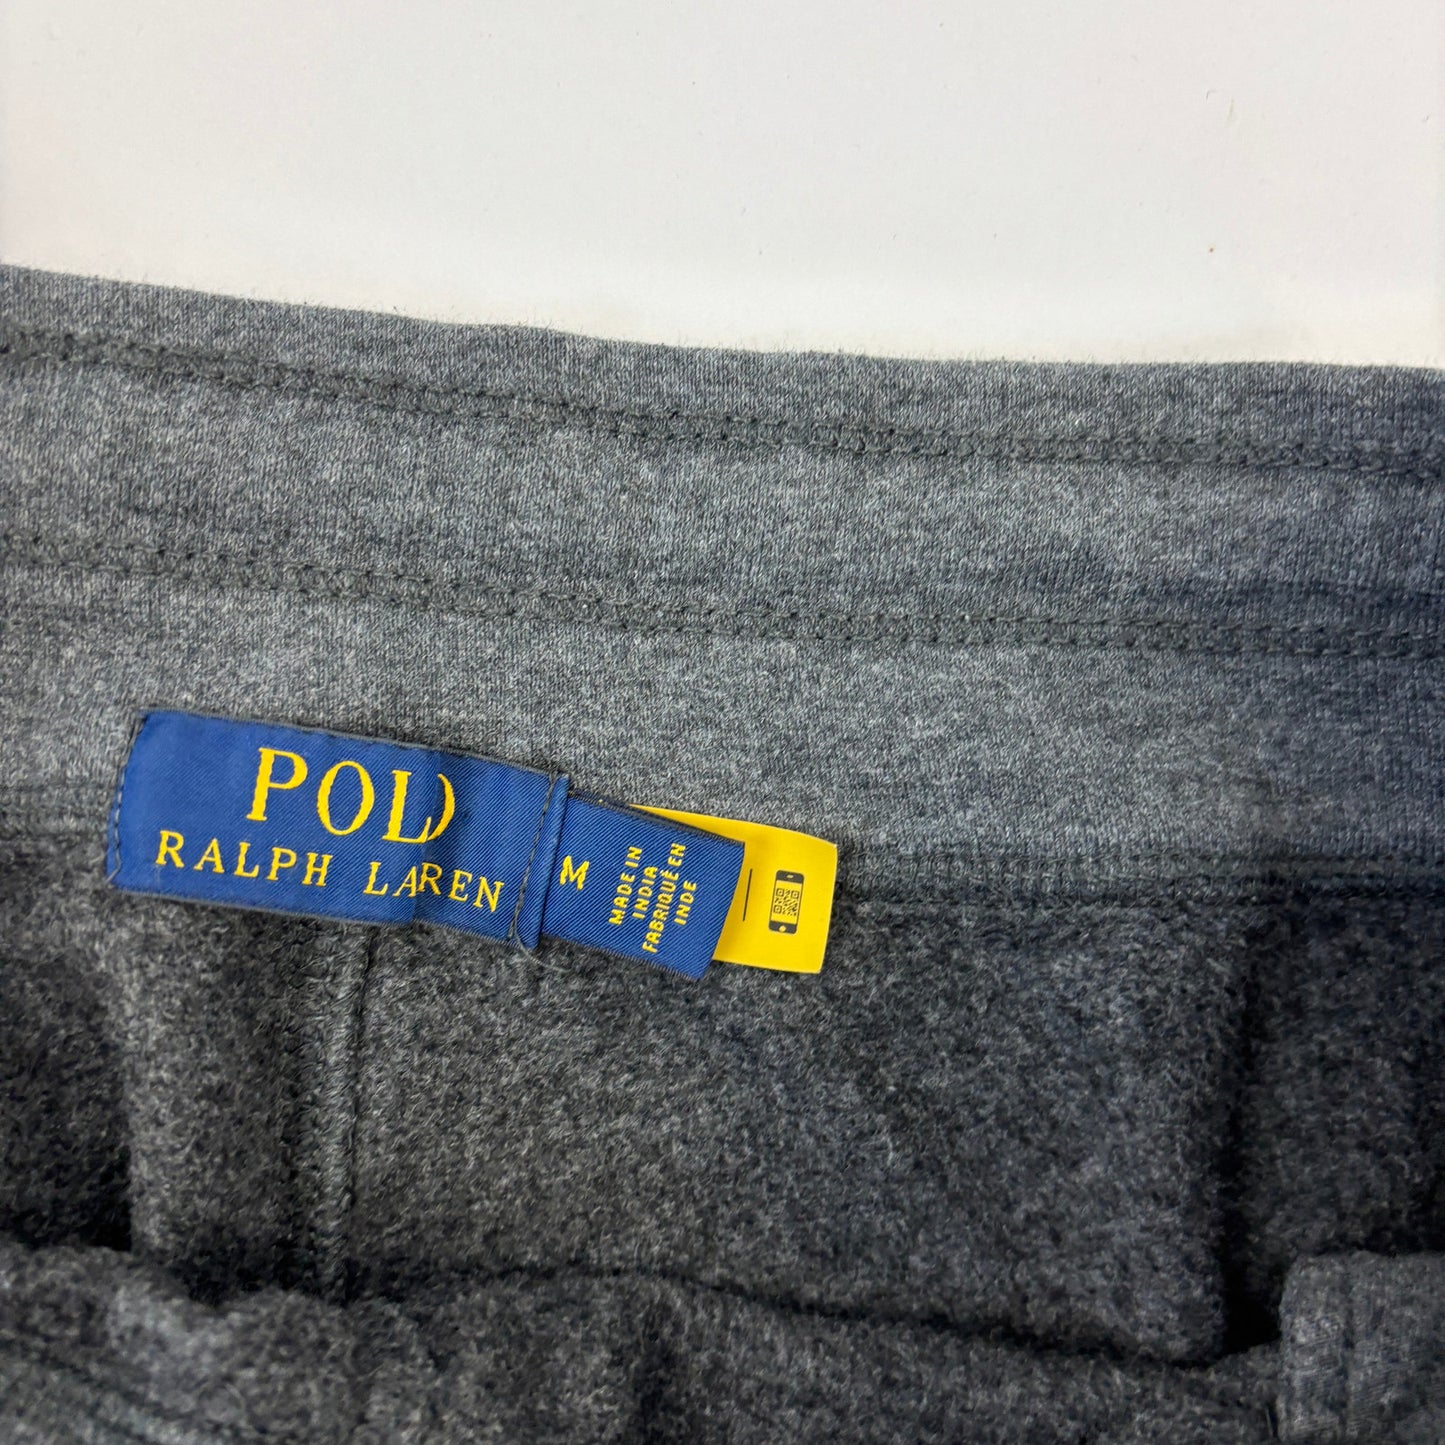 POLO
RALPH LAUREN
M
MADE IN
INDIA
FABRIQUÉ EN
INDE